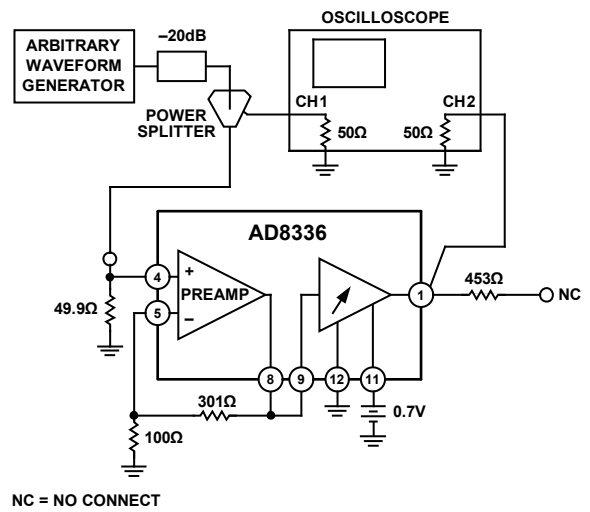 OSCILLOSCOPE
ARBITRARY
WAVEFORM
GENERATOR
–20dB
POWER
SPLITTER
CH1
CH2
50Ω
50Ω
AD8336
4
+
PREAMP
5
–
49.9Ω
1
453Ω
NC
8
9
12
11
301Ω
100Ω
0.7V
NC = NO CONNECT